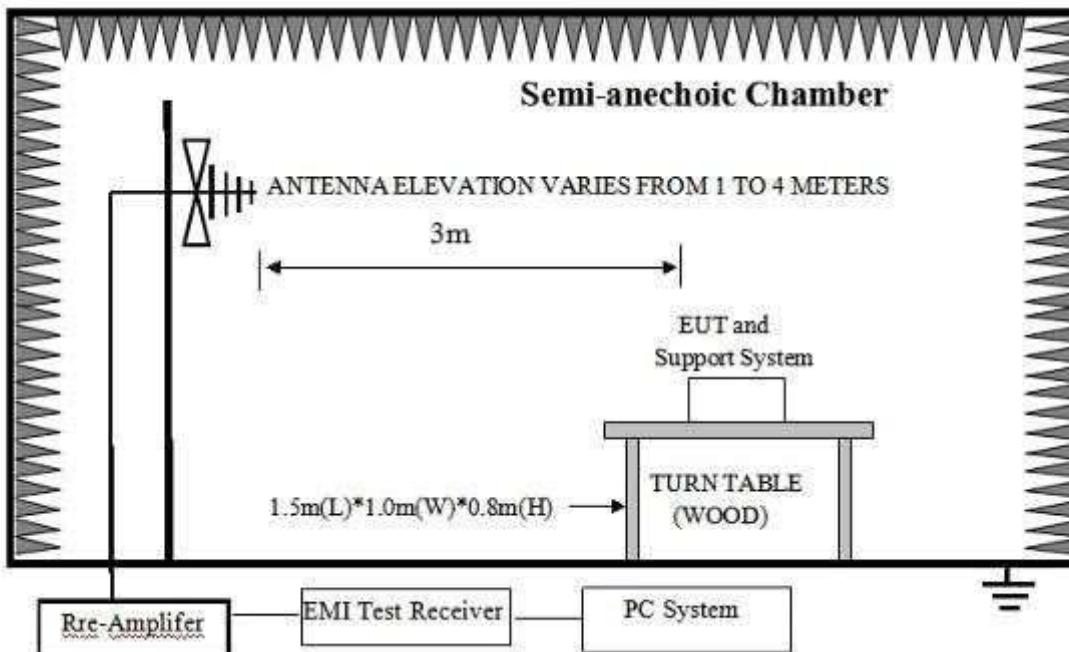 Semi-anechoic Chamber
ANTENNA ELEVATION VARIES FROM 1 TO 4 METERS
3m
EUT and
Support System
1.5m(L)*1.0m(W)*0.8m(H)
TURN TABLE
(WOOD)
Rre-Amplifer
EMI Test Receiver
PC System